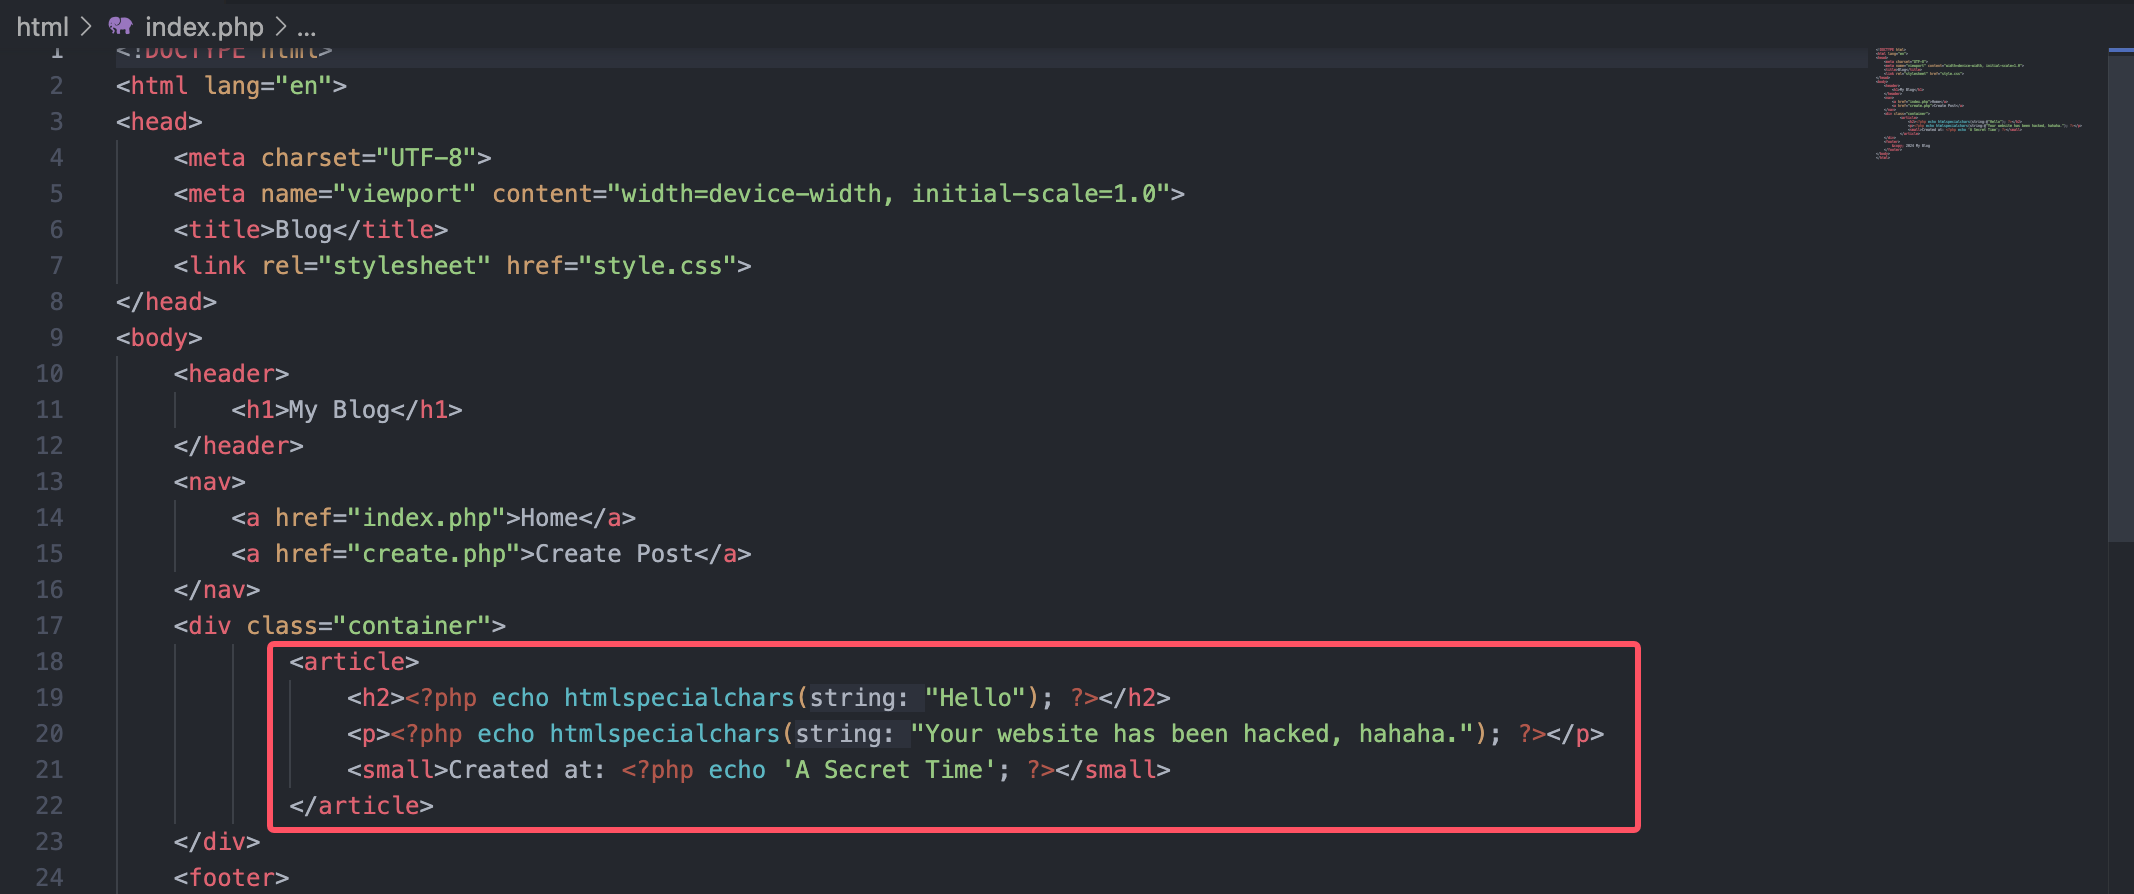 html > index.php > ...
1 <!DOCTYPE html>
2 <html lang="en">
3 <head>
4 <meta charset="UTF-8">
5 <meta name="viewport" content="width=device-width, initial-scale=1.0">
6 <title>Blog</title>
7 <link rel="stylesheet" href="style.css">
8 </head>
9 <body>
10 <header>
11 <h1>My Blog</h1>
12 </header>
13 <nav>
14 <a href="index.php">Home</a>
15 <a href="create.php">Create Post</a>
16 </nav>
17 <div class="container">
18 <article>
19 <h2><?php echo htmlspecialchars(string: "Hello"); ?></h2>
20 <p><?php echo htmlspecialchars(string: "Your website has been hacked, hahaha."); ?></p>
21 <small>Created at: <?php echo 'A Secret Time'; ?></small>
22 </article>
23 </div>
24 <footer>